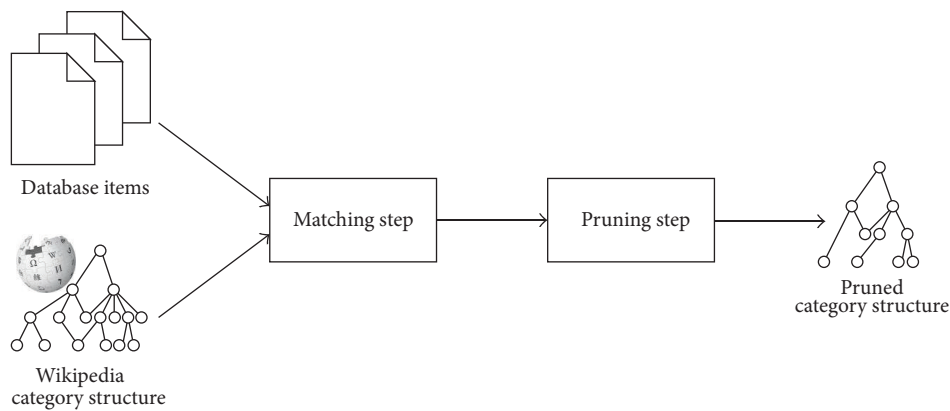 Database items
Matching step
Pruning step
Wikipedia
category structure
Pruned
category structure